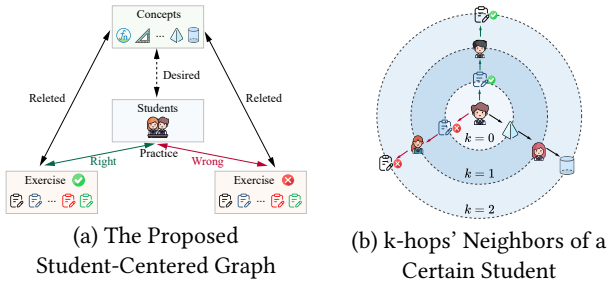 Concepts
...
Desired
Releted
Releted
Students
Right
Practice
Wrong
Exercise
Exercise
...
...
(a) The Proposed
Student-Centered Graph
k = 0
k = 1
k = 2
(b) k-hops' Neighbors of a
Certain Student